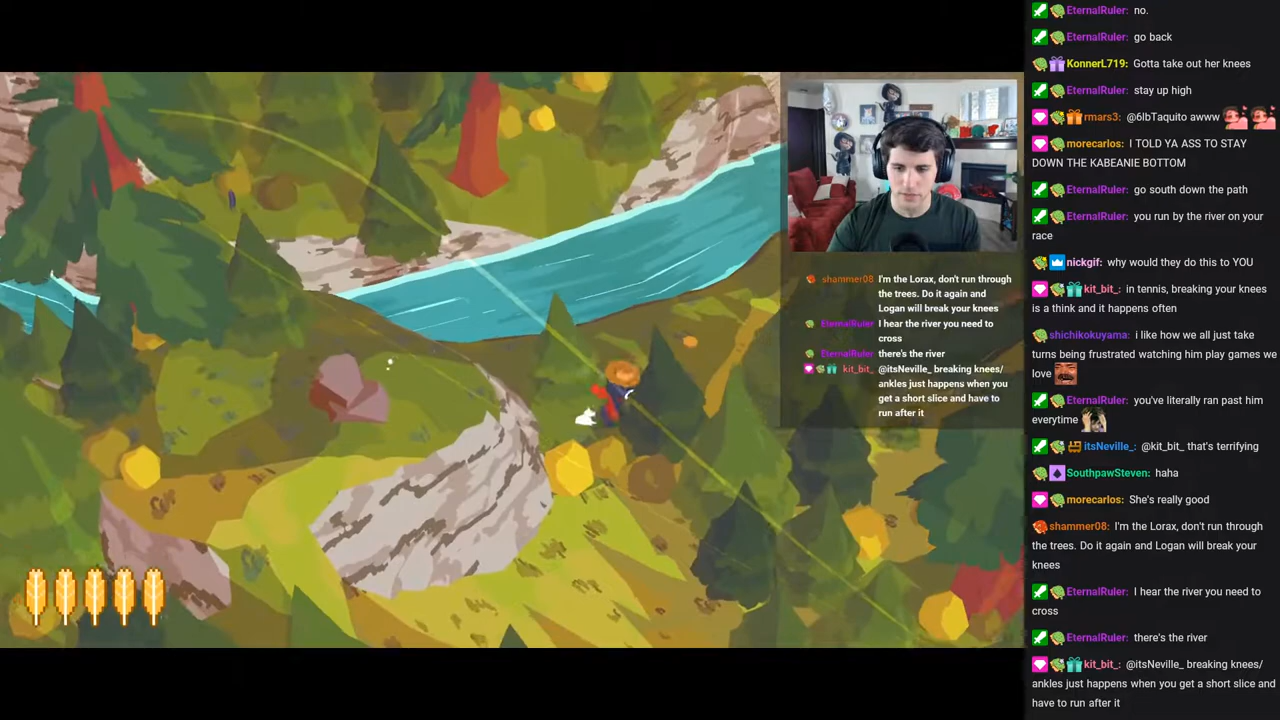 EternalRuler: no.
EternalRuler: go back
KonnerL719: Gotta take out her knees
EternalRuler: stay up high
rmars3: @6lbTaquito awww
morecarlos: I TOLD YA ASS TO STAY
DOWN THE KABEANIE BOTTOM
EternalRuler: go south down the path
EternalRuler: you run by the river on your
race
nickgif: why would they do this to YOU
kit_bit_: in tennis, breaking your knees
is a think and it happens often
shichikokuyama: i like how we all just take
turns being frustrated watching him play games we
love
EternalRuler: you've literally ran past him
everytime
itsNeville_: @kit_bit_ that's terrifying
SouthpawSteven: haha
morecarlos: She's really good
shammer08: I'm the Lorax, don't run through
the trees. Do it again and Logan will break your
knees
EternalRuler: I hear the river you need to
cross
EternalRuler: there's the river
kit_bit_: @itsNeville_ breaking knees/
ankles just happens when you get a short slice and
have to run after it
shammer08 I'm the Lorax, don't run through
the trees. Do it again and
Logan will break your knees
EternalRuler I hear the river you need to
cross
EternalRuler there's the river
kit_bit_ @itsNeville_ breaking knees/
ankles just happens when you
get a short slice and have to
run after it